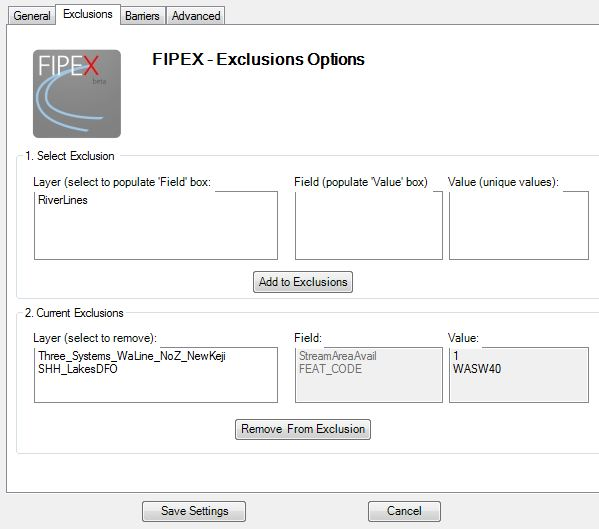 General Exclusions Barriers Advanced
FIPEX
beta
FIPEX - Exclusions Options
1. Select Exclusion
Layer (select to populate 'Field' box: Field (populate 'Value' box) Value (unique values):
RiverLines
Add to Exclusions
2. Current Exclusions
Layer (select to remove): Field: Value:
Three_Systems_WaLine_NoZ_NewKeji StreamAreaAvail 1
SHH_LakesDFO FEAT_CODE WASW40
Remove From Exclusion
Save Settings Cancel